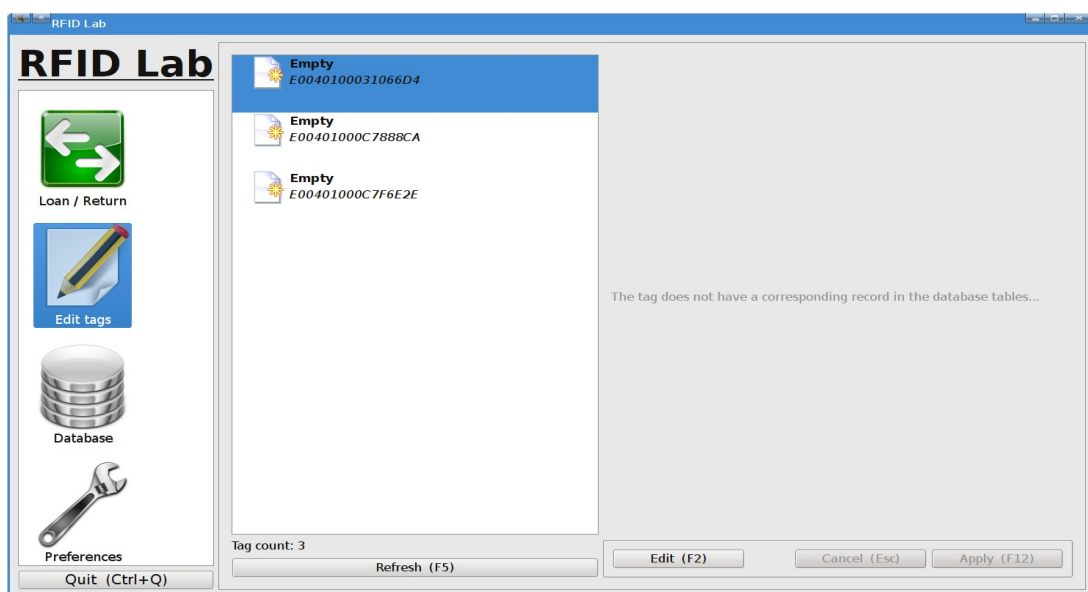 RFID Lab
RFID Lab
Loan / Return
Edit tags
Database
Preferences
Quit (Ctrl+Q)
Empty
E0040100031066D4
Empty
E00401000C7888CA
Empty
E00401000C7F6E2E
Tag count: 3
Refresh (F5)
The tag does not have a corresponding record in the database tables...
Edit (F2)
Cancel (Esc)
Apply (F12)